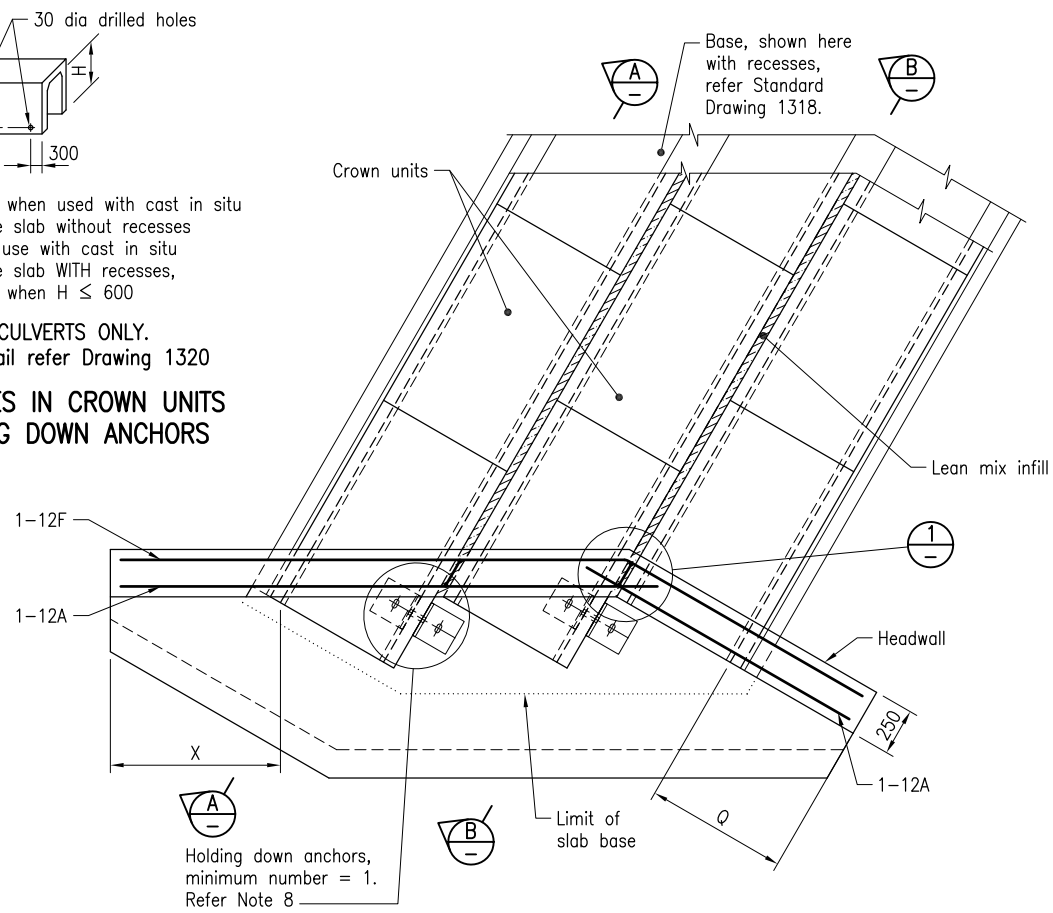 30 dia drilled holes
H
300
when used with cast in situ
slab without recesses
use with cast in situ
slab WITH recesses,
when H ≤ 600
CULVERTS ONLY.
refer Drawing 1320
IN CROWN UNITS
DOWN ANCHORS
Base, shown here
with recesses,
refer Standard
Drawing 1318.
A
–
B
–
Crown units
Lean mix infill
1-12F
1-12A
1
–
Headwall
250
1-12A
X
Q
A
–
B
–
Limit of
slab base
Holding down anchors,
minimum number = 1.
Refer Note 8